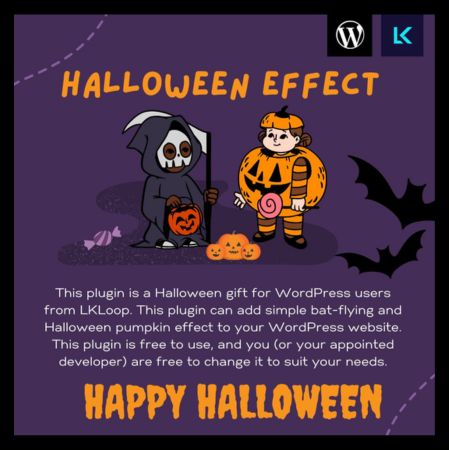 LK
HALLOWEEN EFFECT
This plugin is a Halloween gift for WordPress users
from LKLoop. This plugin can add simple bat-flying and
Halloween pumpkin effect to your WordPress website.
This plugin is free to use, and you (or your appointed
developer) are free to change it to suit your needs.
HAPPY HALLOWEEN